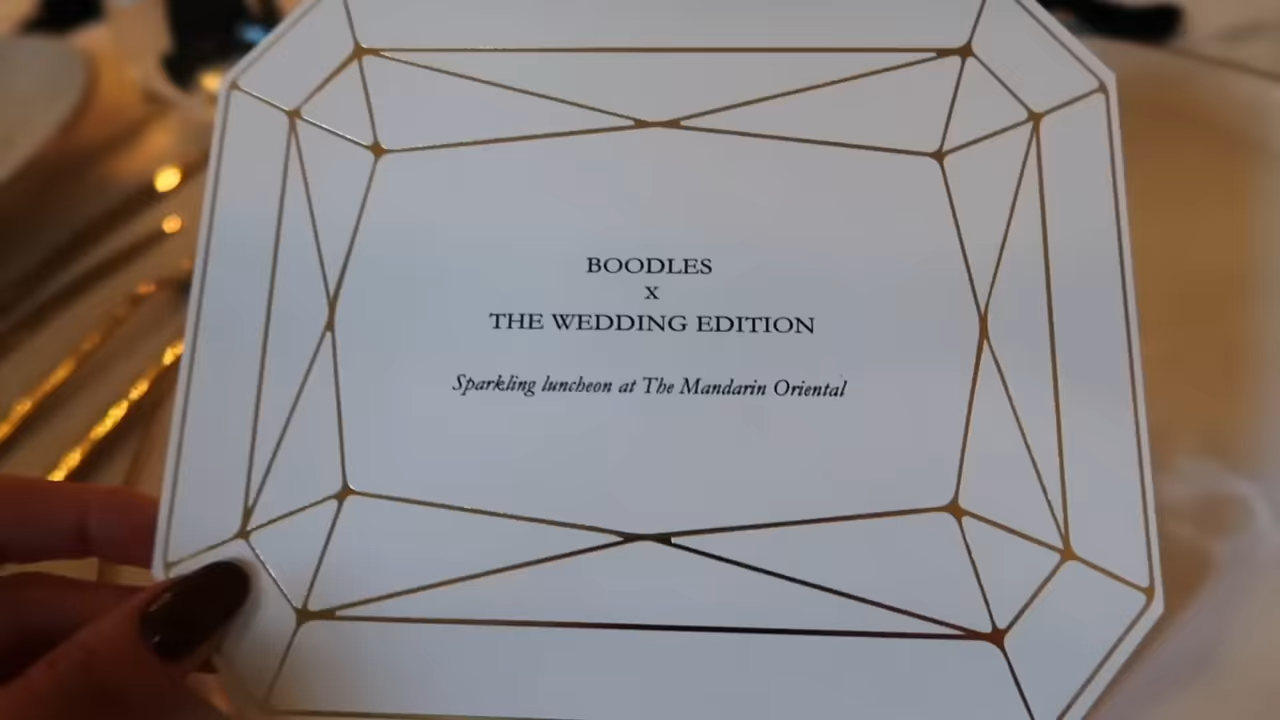 BOODLES
X
THE WEDDING EDITION
Sparkling luncheon at The Mandarin Oriental